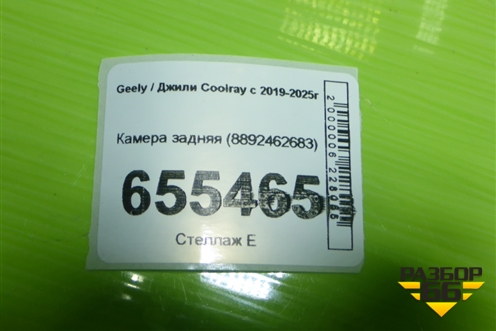 Geely / Джили Coolray с 2019-2025г
Камера задняя (8892462683)
655465
Стеллаж Е
РАЗБОР
66